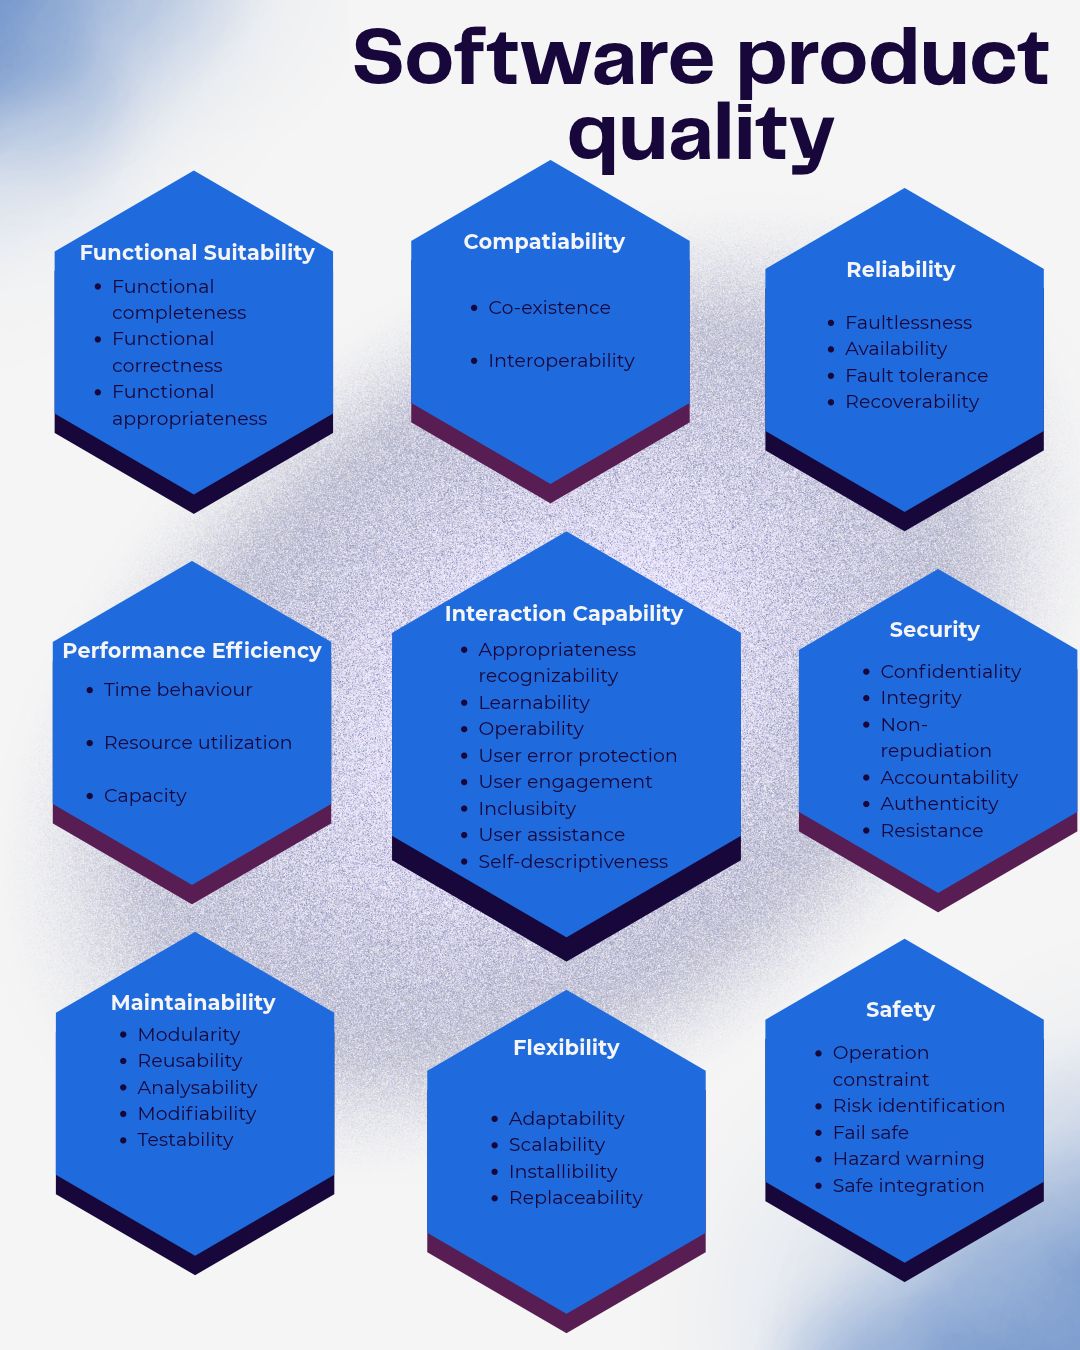 Software product
quality
Functional Suitability
Functional
completeness
Functional
correctness
Functional
appropriateness
Compatiability
Co-existence
Interoperability
Reliability
Faultlessness
Availability
Fault tolerance
Recoverability
Performance Efficiency
Time behaviour
Resource utilization
Capacity
Interaction Capability
Appropriateness
recognizability
Learnability
Operability
User error protection
User engagement
Inclusibity
User assistance
Self-descriptiveness
Security
Confidentiality
Integrity
Non-
repudiation
Accountability
Authenticity
Resistance
Maintainability
Modularity
Reusability
Analysability
Modifiability
Testability
Flexibility
Adaptability
Scalability
Installibility
Replaceability
Safety
Operation
constraint
Risk identification
Fail safe
Hazard warning
Safe integration